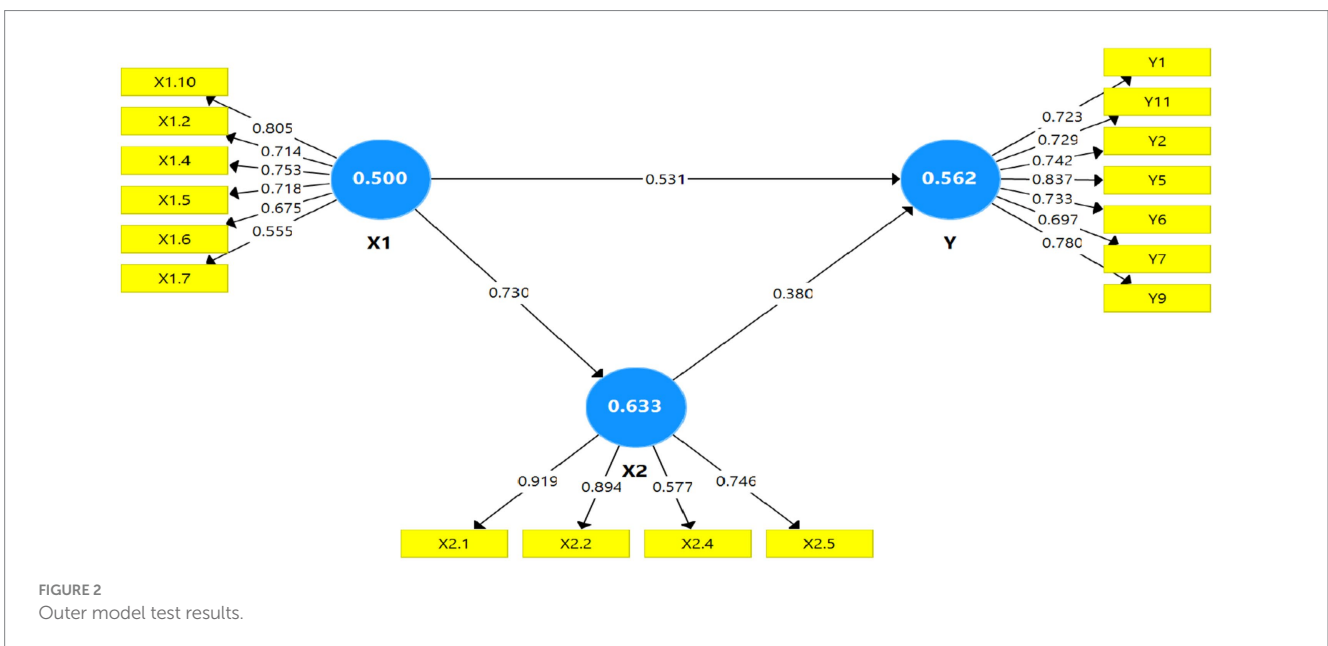 X1.10
X1.2
X1.4
X1.5
X1.6
X1.7
0.805
0.714
0.753
0.718
0.675
0.555
0.500
X1
0.531
0.730
0.380
0.562
Y
0.723
0.729
0.742
0.837
0.733
0.697
0.780
Y1
Y11
Y2
Y5
Y6
Y7
Y9
0.633
X2
0.919
0.894
0.577
0.746
X2.1
X2.2
X2.4
X2.5
FIGURE 2
Outer model test results.